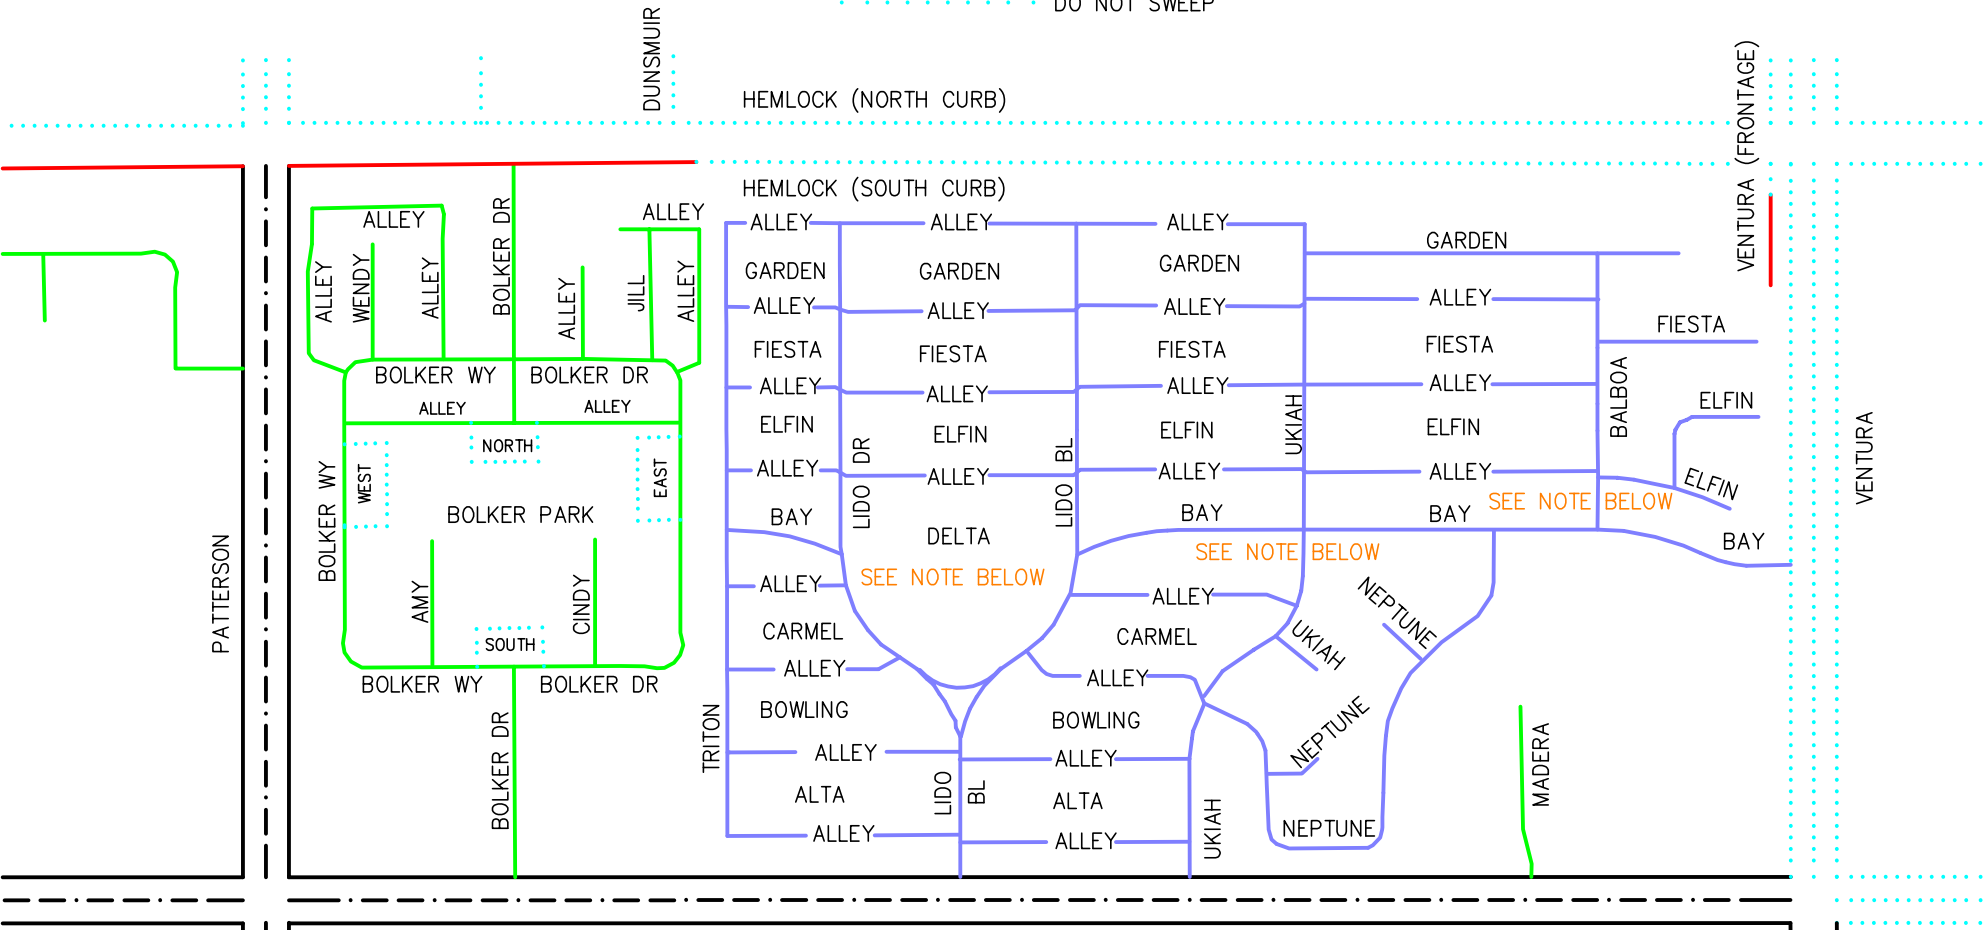 DO NOT SWEEP
DUNSMUIR
HEMLOCK (NORTH CURB)
VENTURA (FRONTAGE)
HEMLOCK (SOUTH CURB)
ALLEY
ALLEY
WENDY
ALLEY
BOLKER DR
ALLEY
JILL
ALLEY
ALLEY
BOLKER WY
BOLKER DR
ALLEY
ALLEY
NORTH
WEST
EAST
BOLKER WY
BOLKER PARK
AMY
CINDY
SOUTH
BOLKER WY
BOLKER DR
BOLKER DR
PATTERSON
ALLEY
ALLEY
ALLEY
GARDEN
GARDEN
GARDEN
GARDEN
ALLEY
ALLEY
ALLEY
ALLEY
FIESTA
FIESTA
FIESTA
FIESTA
FIESTA
ALLEY
ALLEY
ALLEY
ALLEY
BALBOA
ELFIN
ELFIN
ELFIN
ELFIN
ELFIN
UKIAH
LIDO DR
LIDO BL
ALLEY
ALLEY
ALLEY
ALLEY
ELFIN
SEE NOTE BELOW
VENTURA
BAY
DELTA
BAY
BAY
BAY
SEE NOTE BELOW
SEE NOTE BELOW
ALLEY
ALLEY
NEPTUNE
CARMEL
CARMEL
UKIAH
ALLEY
ALLEY
BOWLING
BOWLING
NEPTUNE
TRITON
ALLEY
ALLEY
MADERA
LIDO BL
ALTA
ALTA
UKIAH
NEPTUNE
ALLEY
ALLEY